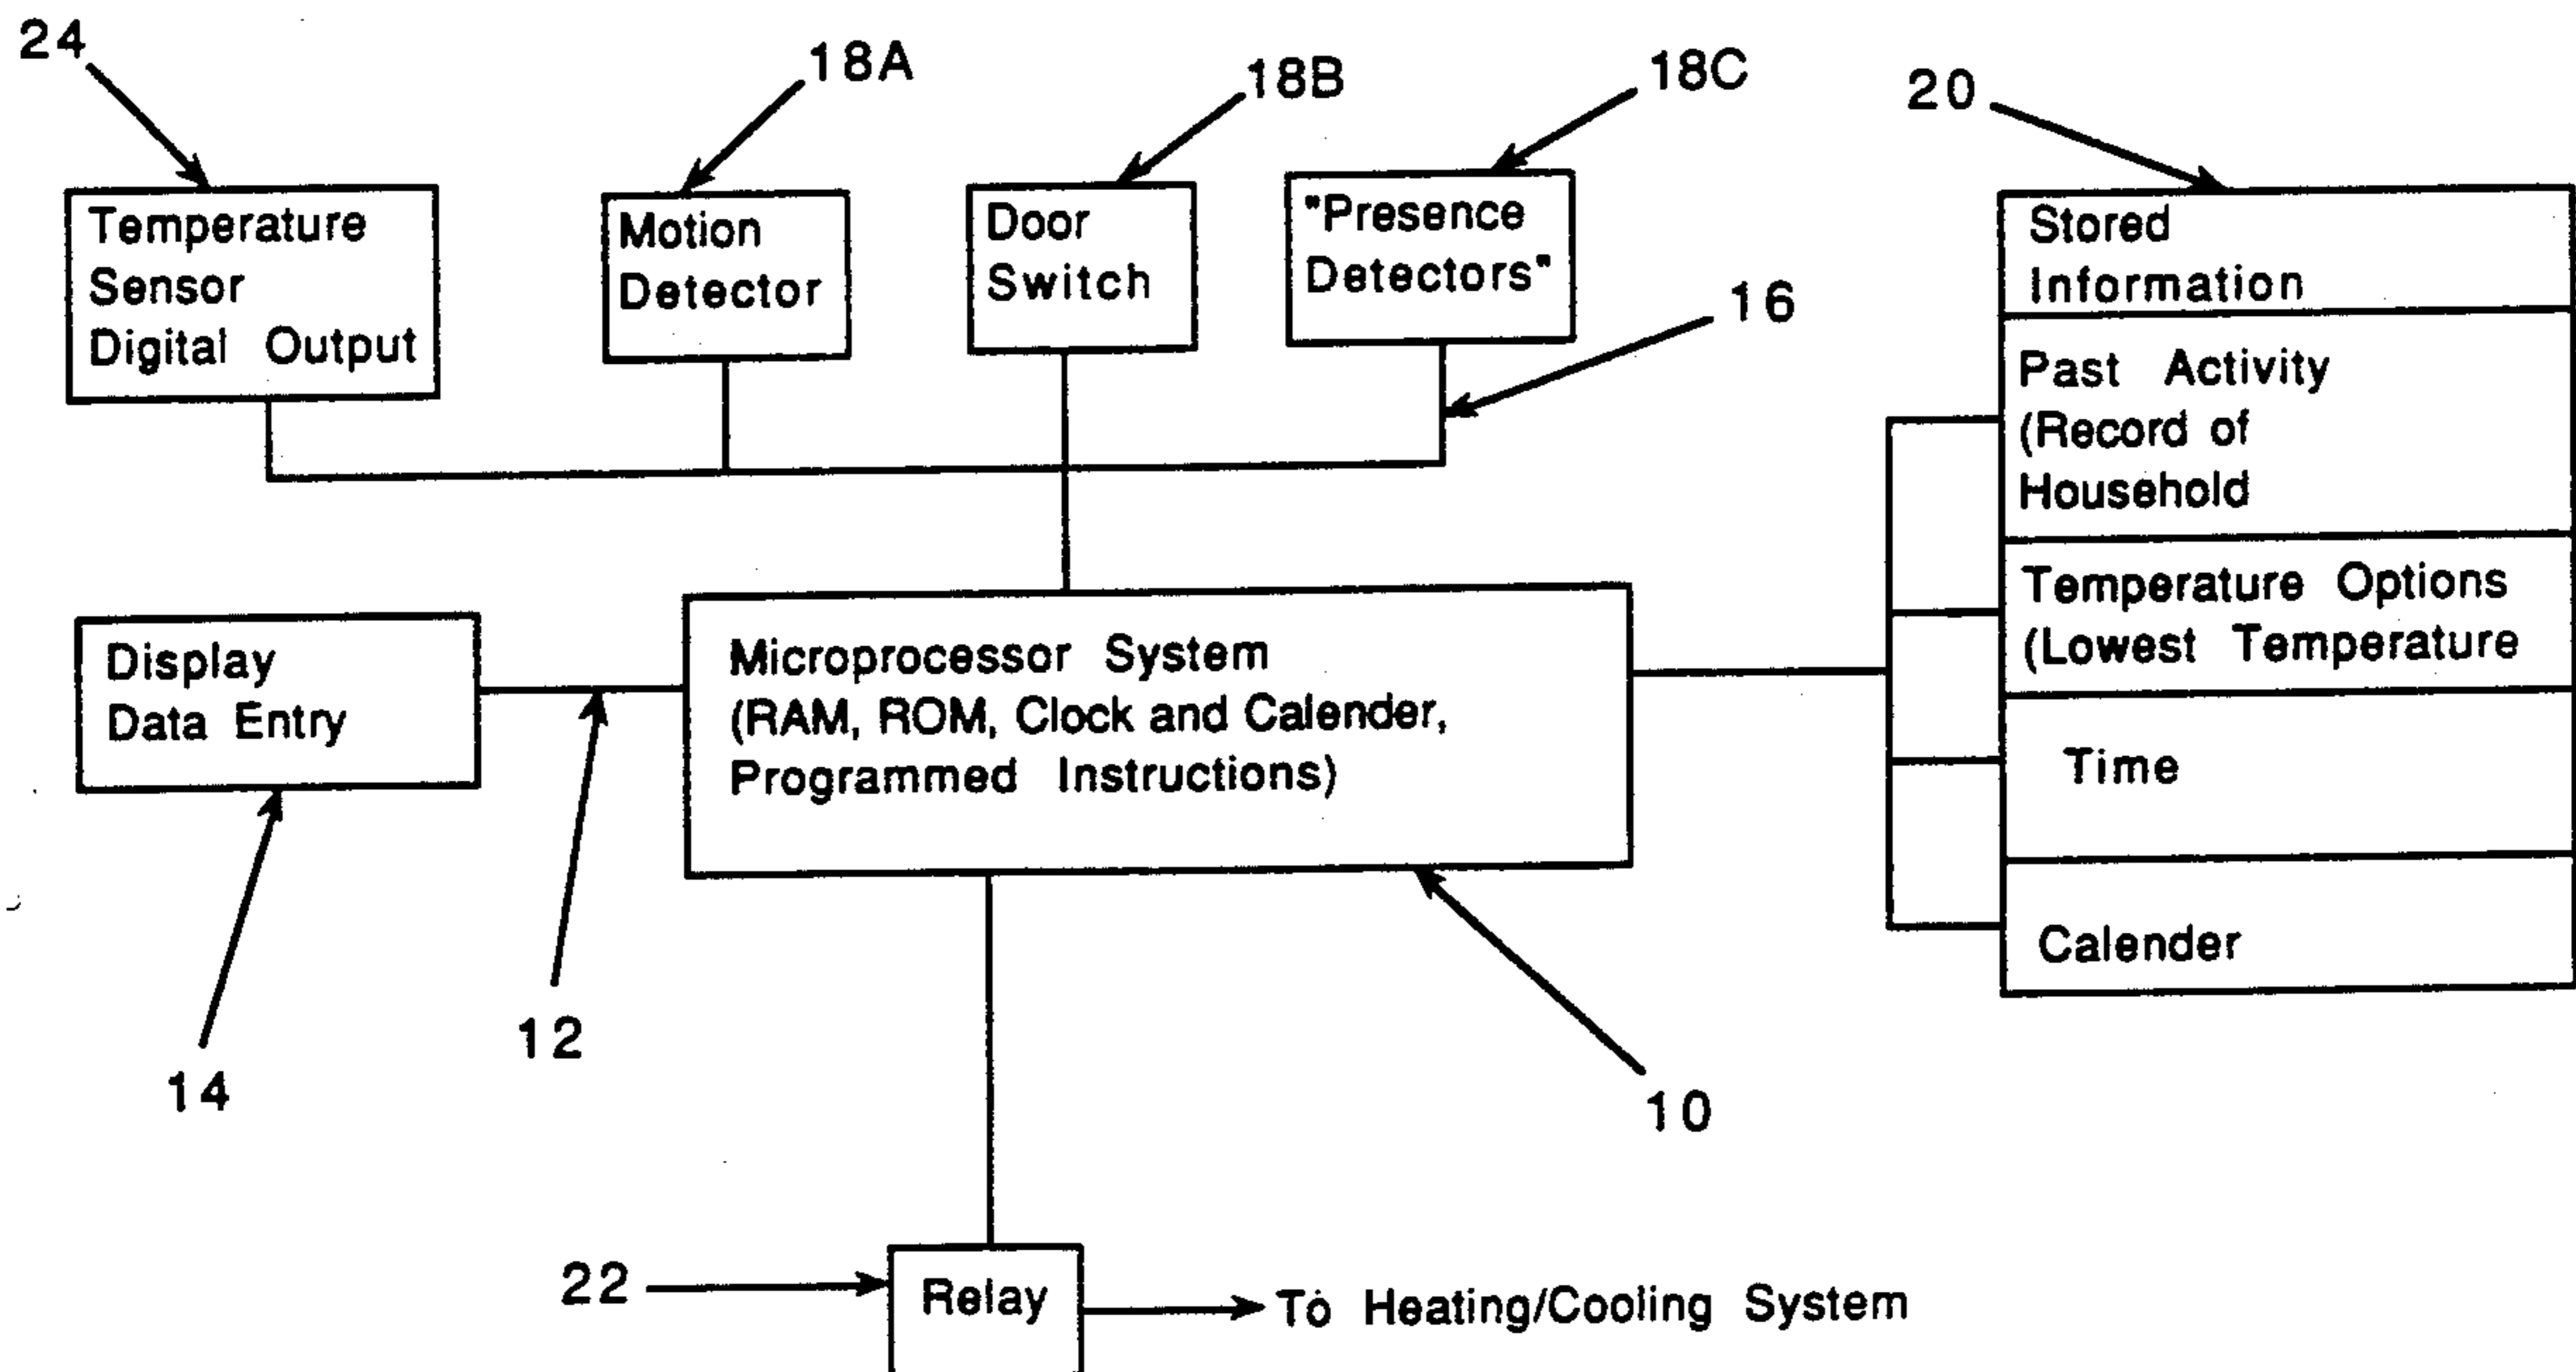 24
18A
18B
18C
20
Temperature
Sensor
Digital Output
Motion
Detector
Door
Switch
"Presence
Detectors"
16
Stored
Information
Past Activity
(Record of
Household
Temperature Options
(Lowest Temperature
Time
Calender
Display
Data Entry
Microprocessor System
(RAM, ROM, Clock and Calender,
Programmed Instructions)
12
14
10
22
Relay
To Heating/Cooling System